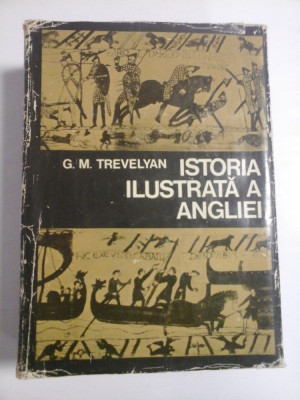 G. M. TREVELYAN ISTORIA
ILUSTRATĂ A
ANGLIEI